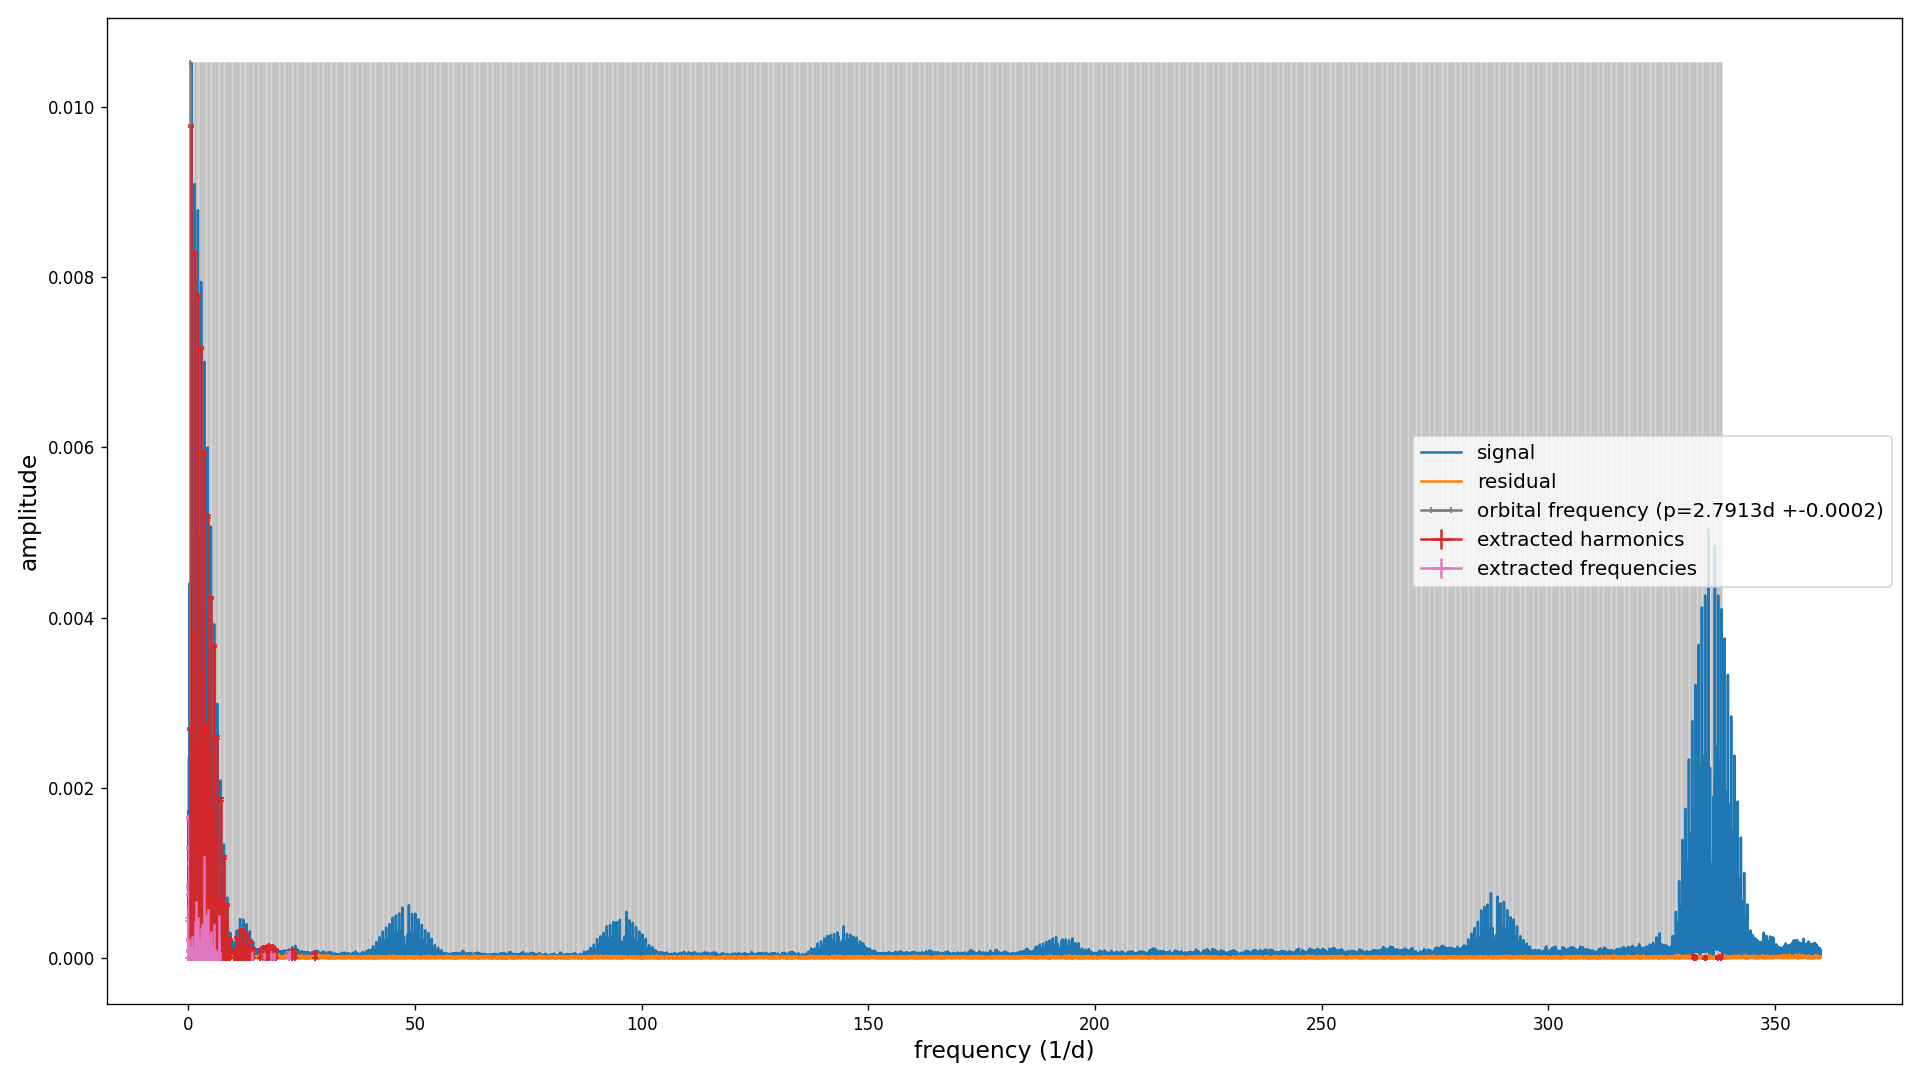 0.010
0.008
0.006
0.004
0.002
0.000
amplitude
signal
residual
orbital frequency (p=2.7913d +-0.0002)
extracted harmonics
extracted frequencies
0 50 100 150 200 250 300 350
frequency (1/d)